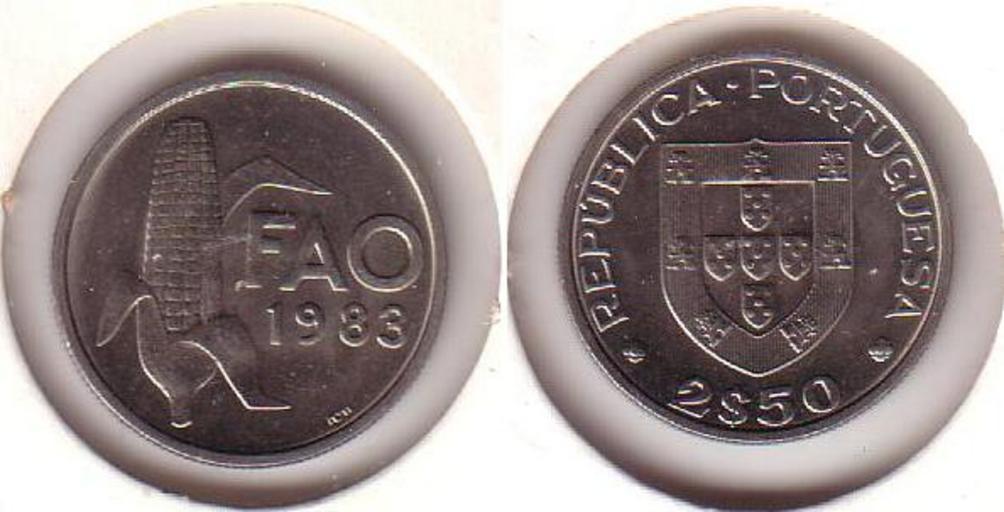 FAO
1983
REPÚBLICA · PORTUGUESA
2$50